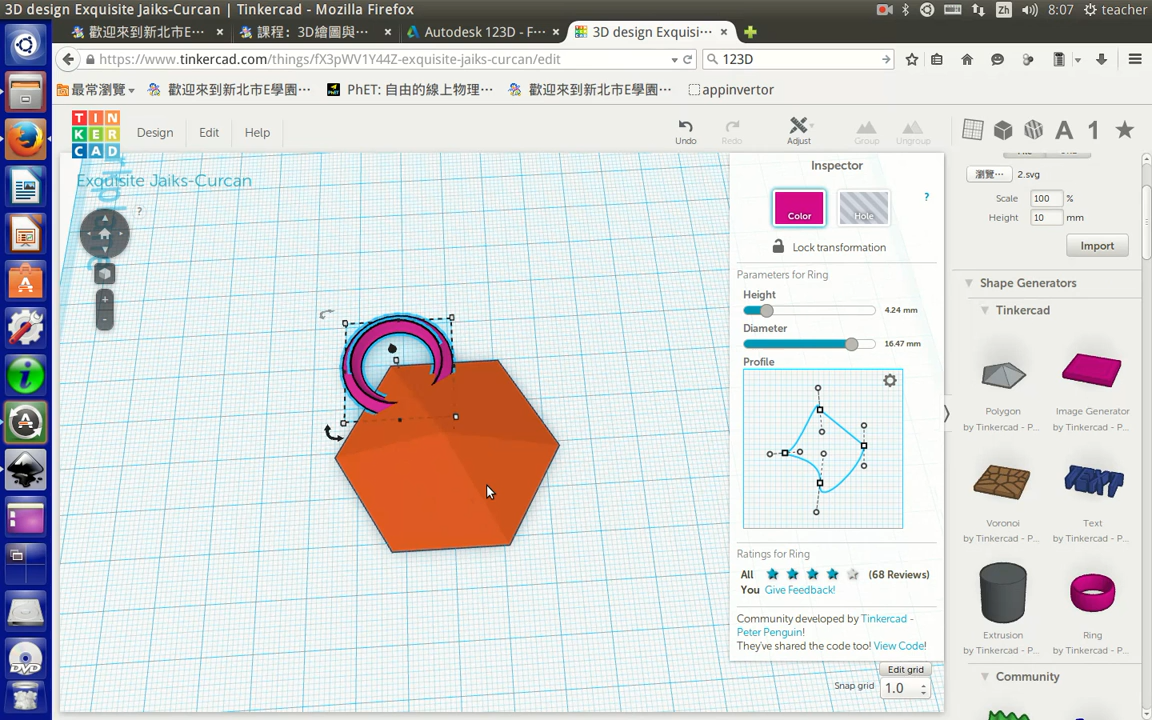 3D design Exquisite Jaiks-Curcan | Tinkercad - Mozilla Firefox
Zh
8:07
teacher
歡迎來到新北市E…
課程：3D繪圖與…
Autodesk 123D - F…
3D design Exquisi…
https://www.tinkercad.com/things/fX3pWV1Y44Z-exquisite-jaiks-curcan/edit
123D
最常瀏覽
歡迎來到新北市E學園…
PhET: 自由的線上物理…
歡迎來到新北市E學園…
appinvertor
TIN
KER
CAD
Design
Edit
Help
Undo
Redo
Adjust
Group
Ungroup
A
1
Exquisite Jaiks-Curcan
?
+
-
Inspector
Color
Hole
?
Lock transformation
Parameters for Ring
Height
4.24 mm
Diameter
16.47 mm
Profile
Ratings for Ring
All
(68 Reviews)
You
Give Feedback!
Community developed by Tinkercad -
Peter Penguin!
They've shared the code too! View Code!
Edit grid
Snap grid
1.0
瀏覽…
2.svg
Scale
100
%
Height
10
mm
Import
Shape Generators
Tinkercad
Polygon
by Tinkercad - P...
Image Generator
by Tinkercad - P...
Voronoi
by Tinkercad - P...
TEXT
Text
by Tinkercad - P...
Extrusion
by Tinkercad - P...
Ring
by Tinkercad - P...
Community